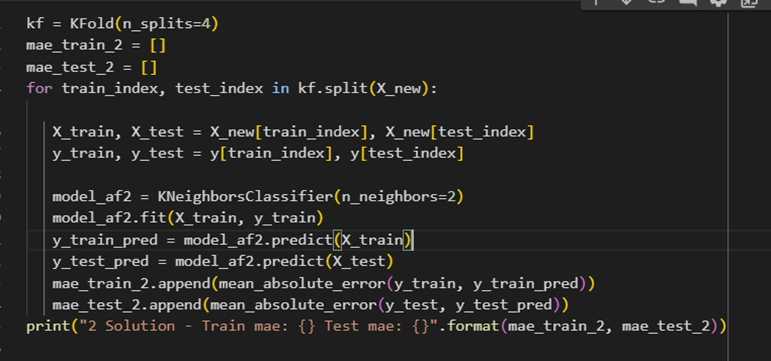 kf = KFold(n_splits=4)
mae_train_2 = []
mae_test_2 = []
for train_index, test_index in kf.split(X_new):
    X_train, X_test = X_new[train_index], X_new[test_index]
    y_train, y_test = y[train_index], y[test_index]
    model_af2 = KNeighborsClassifier(n_neighbors=2)
    model_af2.fit(X_train, y_train)
    y_train_pred = model_af2.predict(X_train)
    y_test_pred = model_af2.predict(X_test)
    mae_train_2.append(mean_absolute_error(y_train, y_train_pred))
    mae_test_2.append(mean_absolute_error(y_test, y_test_pred))
print("2 Solution - Train mae: {} Test mae: {}".format(mae_train_2, mae_test_2))